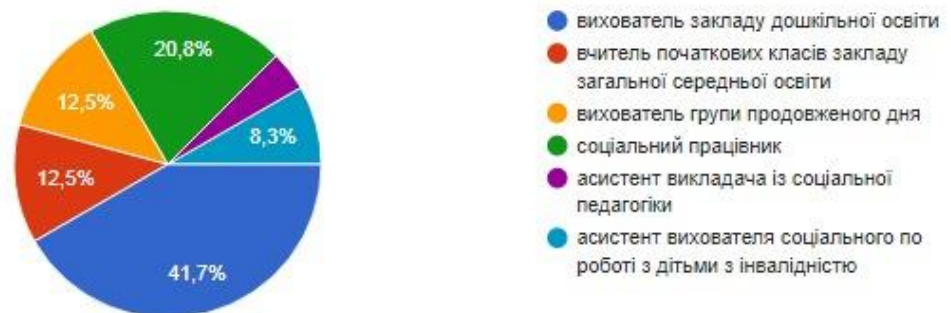 20,8%
12,5%
8,3%
12,5%
41,7%
вихователь закладу дошкільної освіти
вчитель початкових класів закладу
загальної середньої освіти
вихователь групи продовженого дня
соціальний працівник
асистент викладача із соціальної
педагогіки
асистент вихователя соціального по
роботі з дітьми з інвалідністю